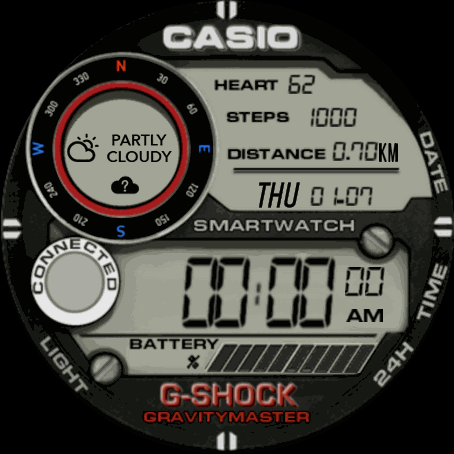 CASIO
HEART 62
STEPS 1000
DISTANCE 0.70KM
THU 01-07
N
30
60
E
120
150
S
210
240
W
300
330
PARTLY
CLOUDY
?
DATE
SMARTWATCH
CONNECTED
00:00 00
AM
TIME
BATTERY
%
LIGHT
24H
G-SHOCK
GRAVITYMASTER